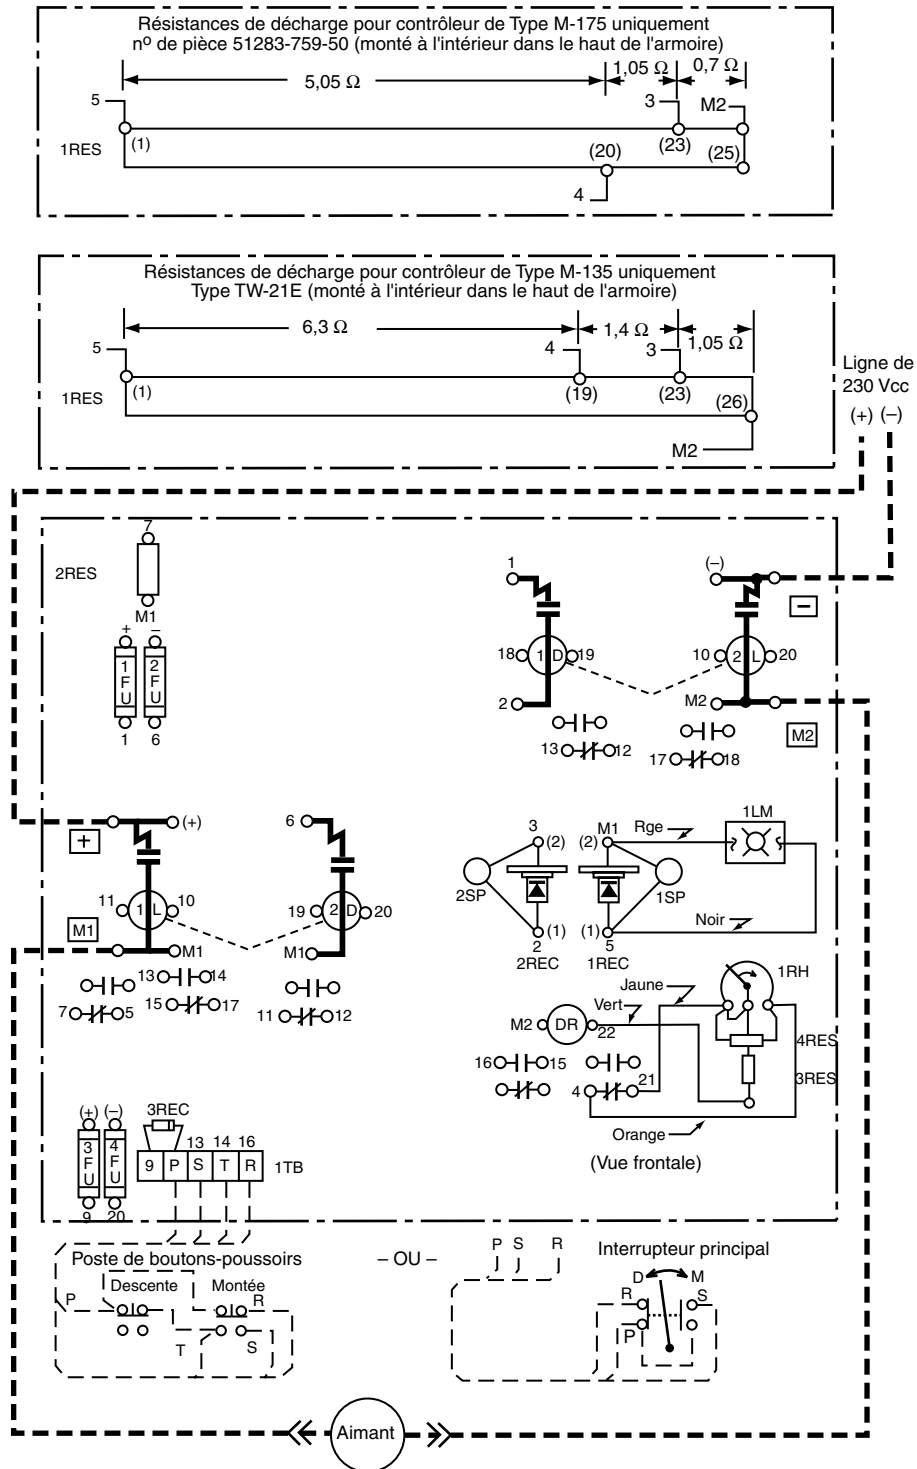 Résistances de décharge pour contrôleur de Type M-175 uniquement
nº de pièce 51283-759-50 (monté à l'intérieur dans le haut de l'armoire)
5,05 Ω
1,05 Ω
0,7 Ω
5
3
M2
(1)
1RES
(20)
(23)
(25)
4
Résistances de décharge pour contrôleur de Type M-135 uniquement
Type TW-21E (monté à l'intérieur dans le haut de l'armoire)
6,3 Ω
1,4 Ω
1,05 Ω
5
4
3
(1)
1RES
(19)
(23)
(26)
M2
Ligne de
230 Vcc
(+) (–)
7
2RES
M1
+ –
1FU
2FU
1 6
1
(–)
–
18 1 D 19
10 2 L 20
2
M2
M2
13 12
17 18
+
(+)
6
11 1 L 10
19 2 D 20
M1
M1
M1
13 14
7 5
15 17
11 12
3 (2)
2SP
(1)
2
2REC
M1
(2)
1SP
(1)
5
1REC
Rge
1LM
Noir
Jaune
Vert
1RH
M2 DR 22
4RES
16 15
4 21
3RES
Orange
(Vue frontale)
(+) (–)
3FU
4FU
9 20
3REC
13 14 16
9 P S T R 1TB
Poste de boutons-poussoirs
Descente Montée
P
R
T
S
– OU –
P S R
Interrupteur principal
D M
R S
P
Aimant